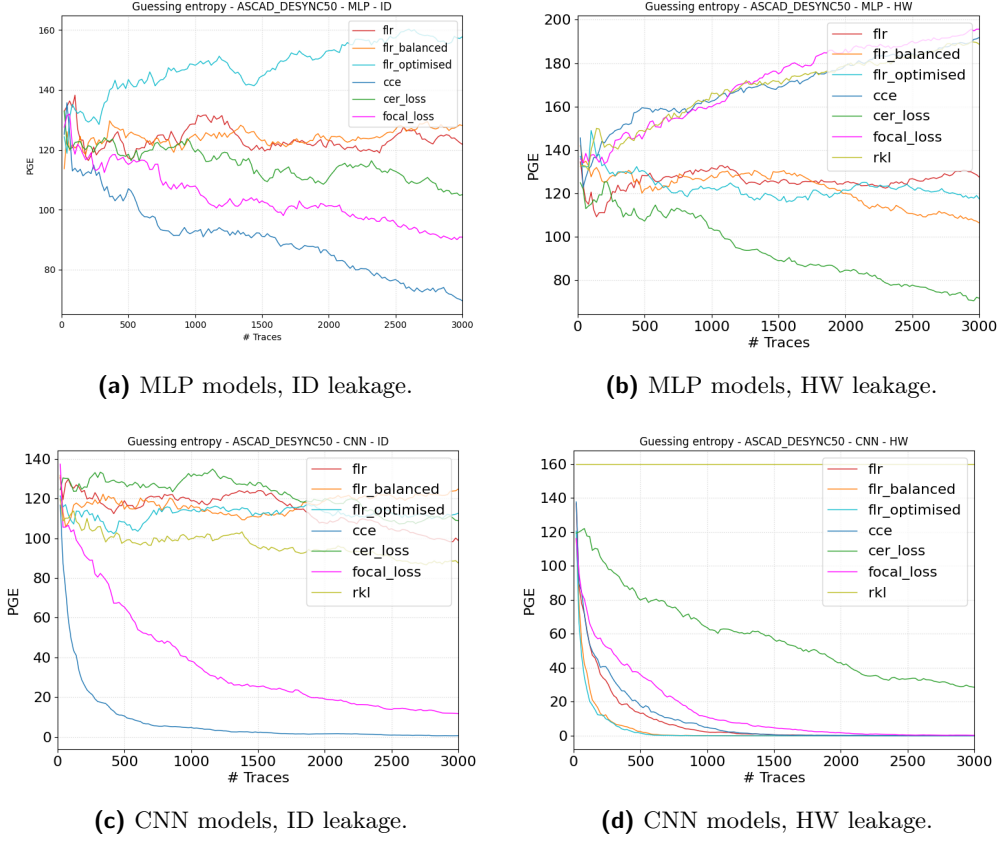 Guessing entropy - ASCAD_DESYNC50 - MLP - ID
160
140
120
100
80
PGE
0
500
1000
1500
2000
2500
3000
# Traces
flr
flr_balanced
flr_optimised
cce
cer_loss
focal_loss
(a) MLP models, ID leakage.
Guessing entropy - ASCAD_DESYNC50 - MLP - HW
200
180
160
140
120
100
80
PGE
0
500
1000
1500
2000
2500
3000
# Traces
flr
flr_balanced
flr_optimised
cce
cer_loss
focal_loss
rkl
(b) MLP models, HW leakage.
Guessing entropy - ASCAD_DESYNC50 - CNN - ID
140
120
100
80
60
40
20
0
PGE
0
500
1000
1500
2000
2500
3000
# Traces
flr
flr_balanced
flr_optimised
cce
cer_loss
focal_loss
rkl
(c) CNN models, ID leakage.
Guessing entropy - ASCAD_DESYNC50 - CNN - HW
160
140
120
100
80
60
40
20
0
PGE
0
500
1000
1500
2000
2500
3000
# Traces
flr
flr_balanced
flr_optimised
cce
cer_loss
focal_loss
rkl
(d) CNN models, HW leakage.